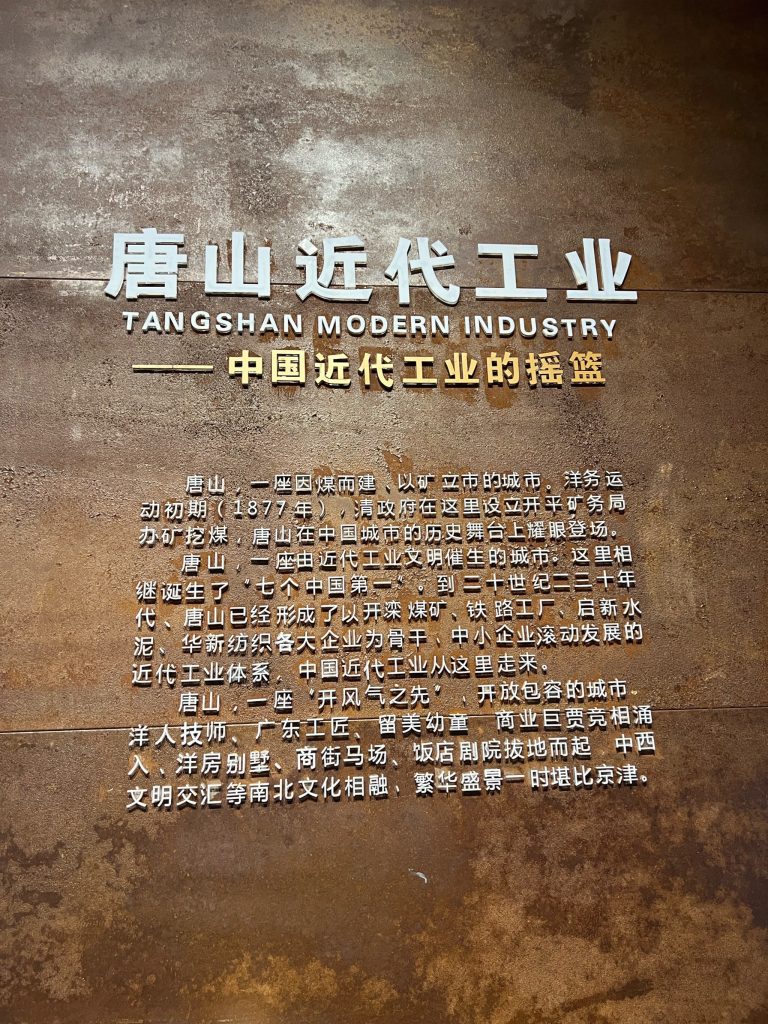 唐山近代工业
TANGSHAN MODERN INDUSTRY
——中国近代工业的摇篮
唐山，一座因煤而建、以矿立市的城市。洋务运
动初期（1877年），清政府在这里设立开平矿务局
办矿挖煤，唐山在中国城市的历史舞台上耀眼登场。
唐山，一座由近代工业文明催生的城市。这里相
继诞生了“七个中国第一”。到二十世纪二三十年
代、唐山已经形成了以开滦煤矿、铁路工厂、启新水
泥、华新纺织各大企业为骨干、中小企业滚动发展的
近代工业体系，中国近代工业从这里走来。
唐山，一座“开风气之先”，开放包容的城市。
洋人技师、广东工匠、留美幼童 商业巨贾竞相涌
入、洋房别墅、商街马场、饭店剧院拔地而起 中西
文明交汇等南北文化相融、繁华盛景一时堪比京津。